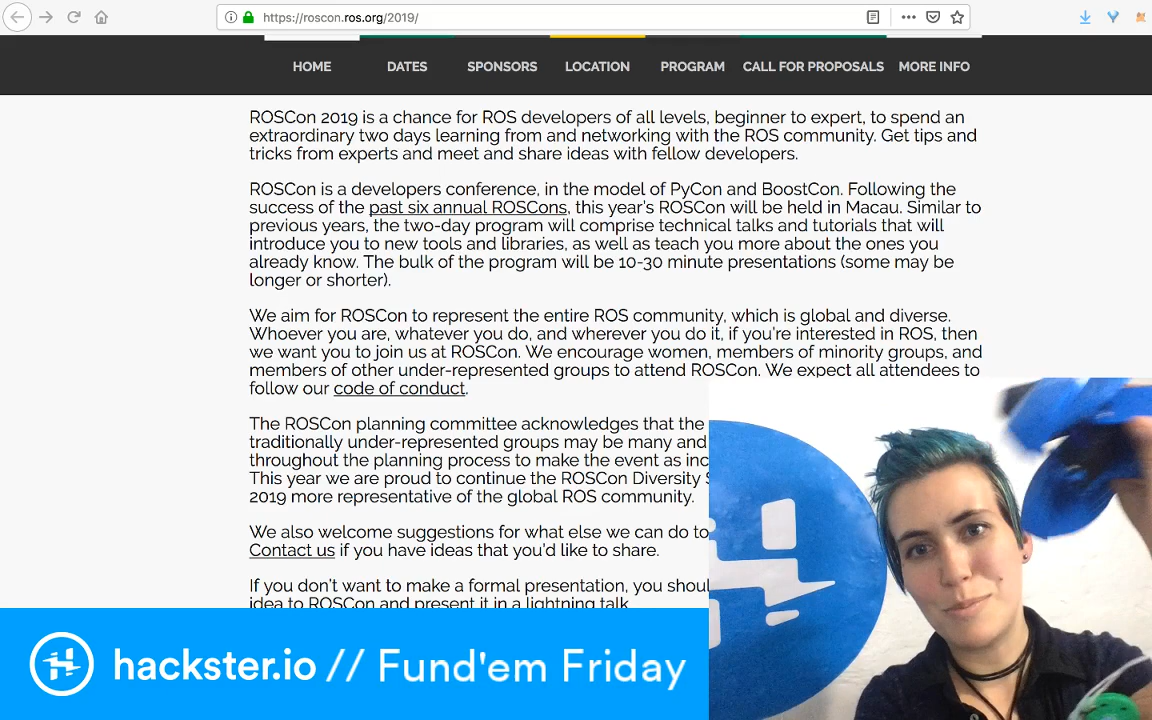 https://roscon.ros.org/2019/
HOME DATES SPONSORS LOCATION PROGRAM CALL FOR PROPOSALS MORE INFO
ROSCon 2019 is a chance for ROS developers of all levels, beginner to expert, to spend an
extraordinary two days learning from and networking with the ROS community. Get tips and
tricks from experts and meet and share ideas with fellow developers.
ROSCon is a developers conference, in the model of PyCon and BoostCon. Following the
success of the past six annual ROSCons, this year's ROSCon will be held in Macau. Similar to
previous years, the two-day program will comprise technical talks and tutorials that will
introduce you to new tools and libraries, as well as teach you more about the ones you
already know. The bulk of the program will be 10-30 minute presentations (some may be
longer or shorter).
We aim for ROSCon to represent the entire ROS community, which is global and diverse.
Whoever you are, whatever you do, and wherever you do it, if you're interested in ROS, then
we want you to join us at ROSCon. We encourage women, members of minority groups, and
members of other under-represented groups to attend ROSCon. We expect all attendees to
follow our code of conduct.
The ROSCon planning committee acknowledges that the
traditionally under-represented groups may be many and
throughout the planning process to make the event as inc
This year we are proud to continue the ROSCon Diversity
2019 more representative of the global ROS community.
We also welcome suggestions for what else we can do to
Contact us if you have ideas that you'd like to share.
If you don't want to make a formal presentation, you shoul
idea to ROSCon and present it in a lightning talk
hackster.io // Fund'em Friday